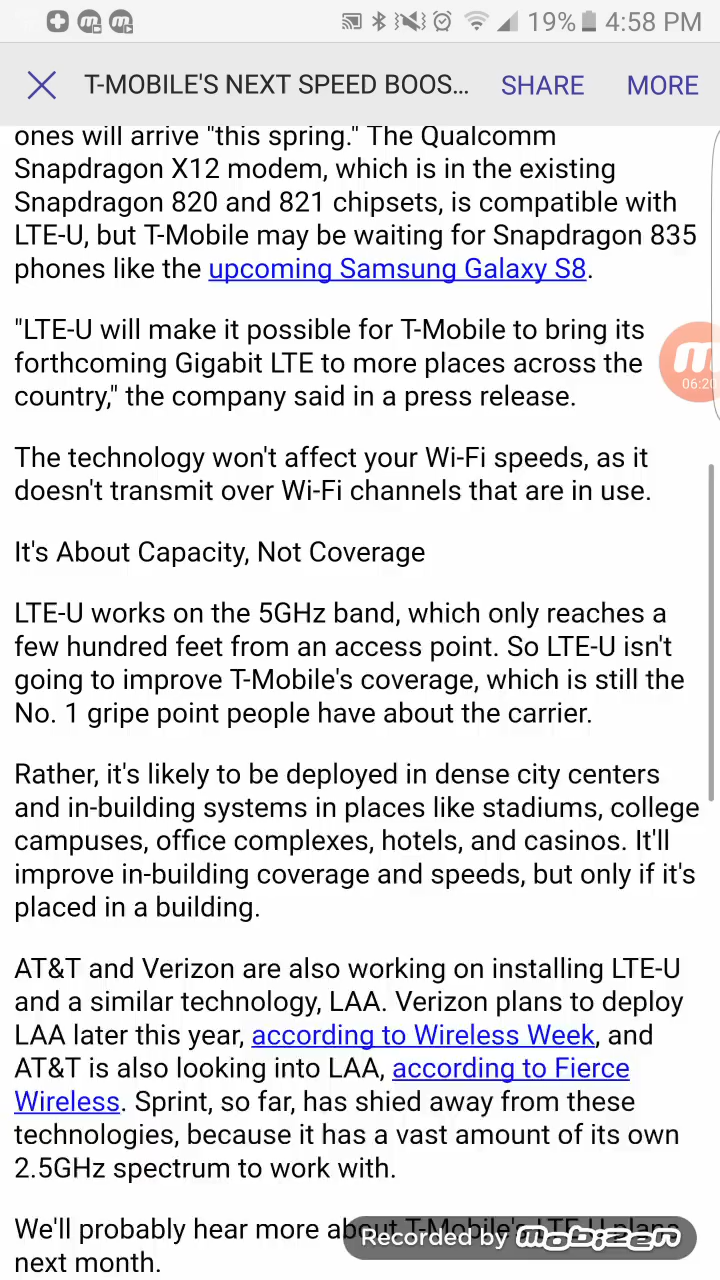 19% 4:58 PM
T-MOBILE'S NEXT SPEED BOOS... SHARE MORE
ones will arrive "this spring." The Qualcomm
Snapdragon X12 modem, which is in the existing
Snapdragon 820 and 821 chipsets, is compatible with
LTE-U, but T-Mobile may be waiting for Snapdragon 835
phones like the upcoming Samsung Galaxy S8.
"LTE-U will make it possible for T-Mobile to bring its
forthcoming Gigabit LTE to more places across the
country," the company said in a press release.
06:20
The technology won't affect your Wi-Fi speeds, as it
doesn't transmit over Wi-Fi channels that are in use.
It's About Capacity, Not Coverage
LTE-U works on the 5GHz band, which only reaches a
few hundred feet from an access point. So LTE-U isn't
going to improve T-Mobile's coverage, which is still the
No. 1 gripe point people have about the carrier.
Rather, it's likely to be deployed in dense city centers
and in-building systems in places like stadiums, college
campuses, office complexes, hotels, and casinos. It'll
improve in-building coverage and speeds, but only if it's
placed in a building.
AT&T and Verizon are also working on installing LTE-U
and a similar technology, LAA. Verizon plans to deploy
LAA later this year, according to Wireless Week, and
AT&T is also looking into LAA, according to Fierce
Wireless. Sprint, so far, has shied away from these
technologies, because it has a vast amount of its own
2.5GHz spectrum to work with.
We'll probably hear more about T-Mobile's LTE-U plans
next month.
Recorded by mobizen